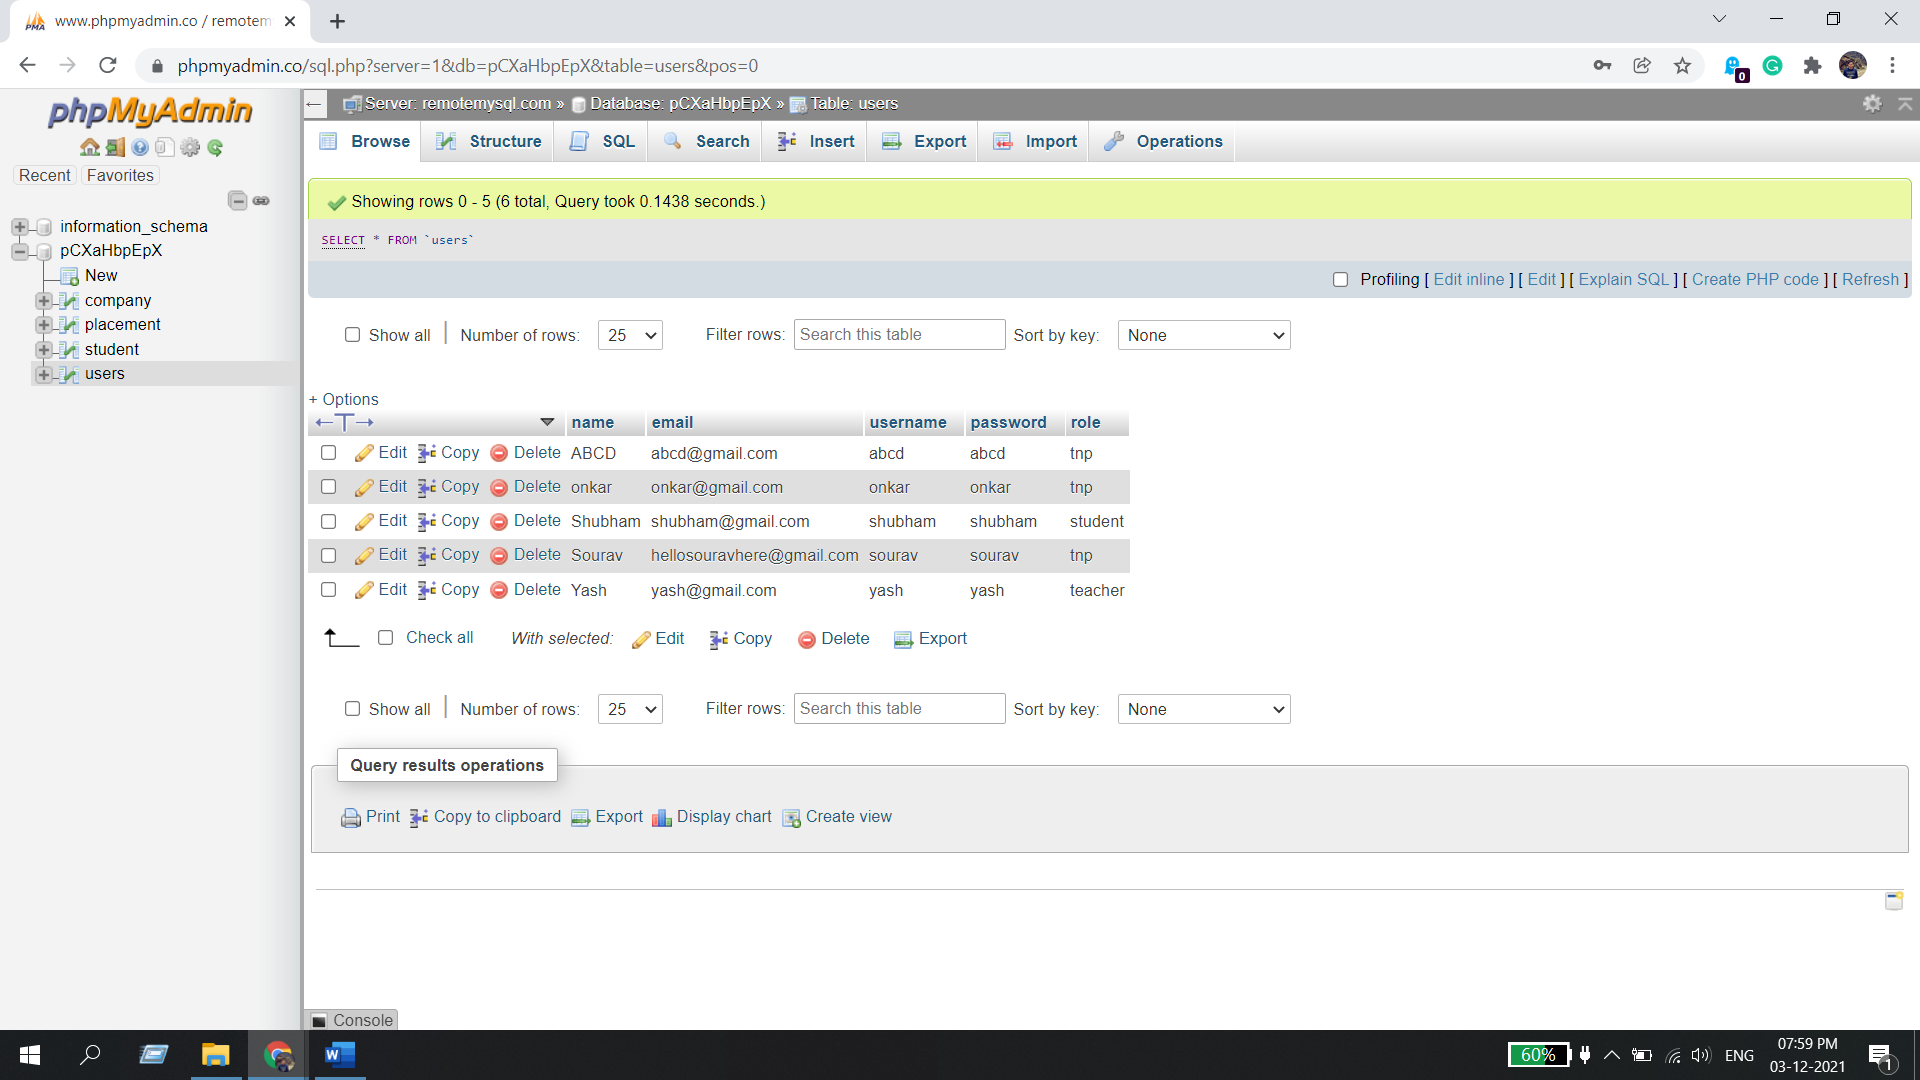 www.phpmyadmin.co / remotem
phpmyadmin.co/sql.php?server=1&db=pCXaHbpEpX&table=users&pos=0
0
phpMyAdmin
Recent Favorites
information_schema
pCXaHbpEpX
New
company
placement
student
users
Server: remotemysql.com » Database: pCXaHbpEpX » Table: users
Browse Structure SQL Search Insert Export Import Operations
Showing rows 0 - 5 (6 total, Query took 0.1438 seconds.)
SELECT * FROM `users`
Profiling [ Edit inline ] [ Edit ] [ Explain SQL ] [ Create PHP code ] [ Refresh ]
Show all | Number of rows: 25 Filter rows: Search this table Sort by key: None
+ Options
←T→ name email username password role
Edit Copy Delete ABCD abcd@gmail.com abcd abcd tnp
Edit Copy Delete onkar onkar@gmail.com onkar onkar tnp
Edit Copy Delete Shubham shubham@gmail.com shubham shubham student
Edit Copy Delete Sourav hellosouravhere@gmail.com sourav sourav tnp
Edit Copy Delete Yash yash@gmail.com yash yash teacher
Check all With selected: Edit Copy Delete Export
Show all | Number of rows: 25 Filter rows: Search this table Sort by key: None
Query results operations
Print Copy to clipboard Export Display chart Create view
Console
60% ENG 07:59 PM
03-12-2021
1